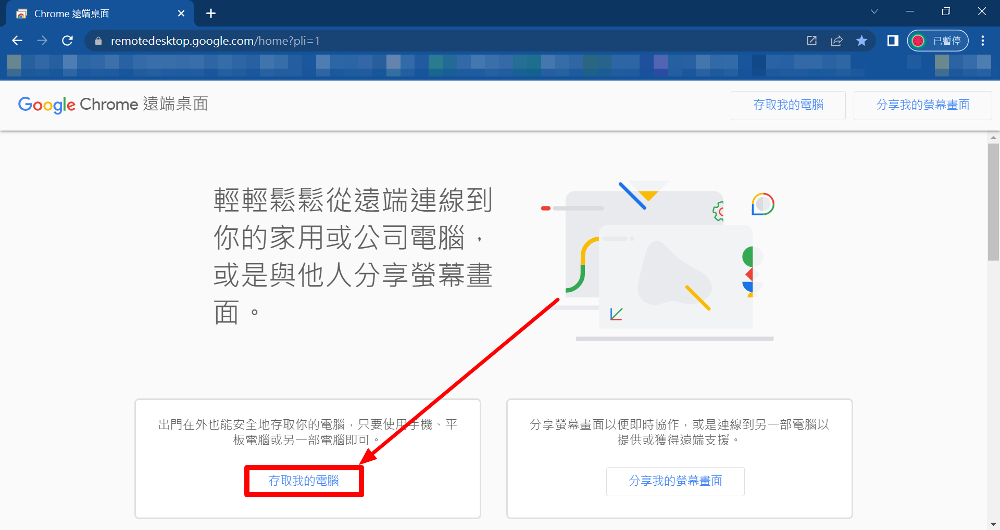 Chrome 遠端桌面
remotedesktop.google.com/home?pli=1
已暫停
Google Chrome 遠端桌面
存取我的電腦
分享我的螢幕畫面
輕輕鬆鬆從遠端連線到
你的家用或公司電腦，
或是與他人分享螢幕畫
面。
出門在外也能安全地存取你的電腦，只要使用手機、平
板電腦或另一部電腦即可。
存取我的電腦
分享螢幕畫面以便即時協作，或是連線到另一部電腦以
提供或獲得遠端支援。
分享我的螢幕畫面